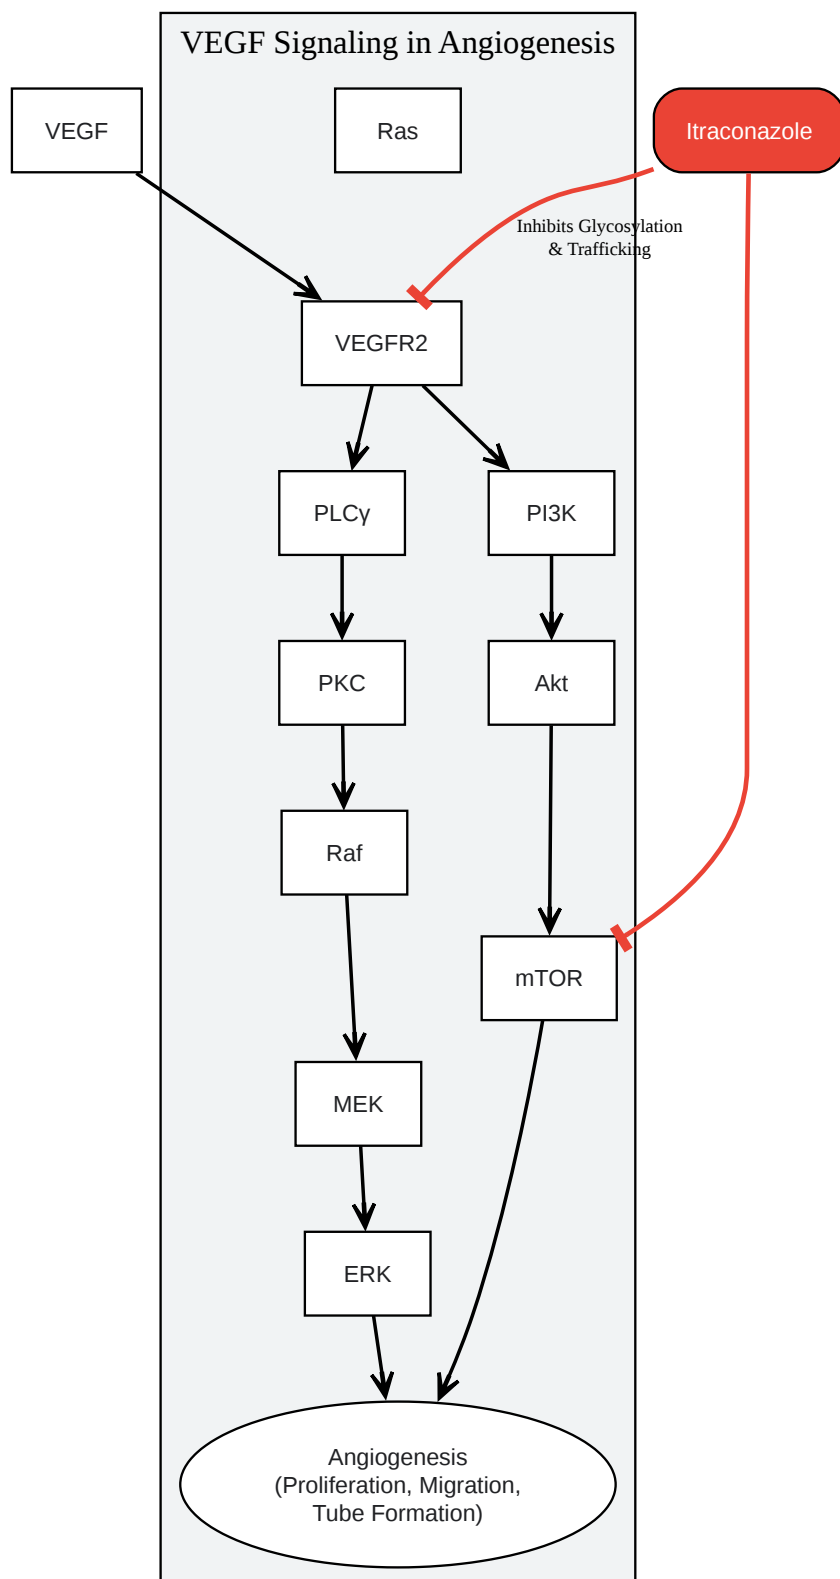 VEGF Signaling in Angiogenesis
VEGF
Ras
Itraconazole
Inhibits Glycosylation
& Trafficking
VEGFR2
PLCγ
PI3K
PKC
Akt
Raf
mTOR
MEK
ERK
Angiogenesis
(Proliferation, Migration,
Tube Formation)